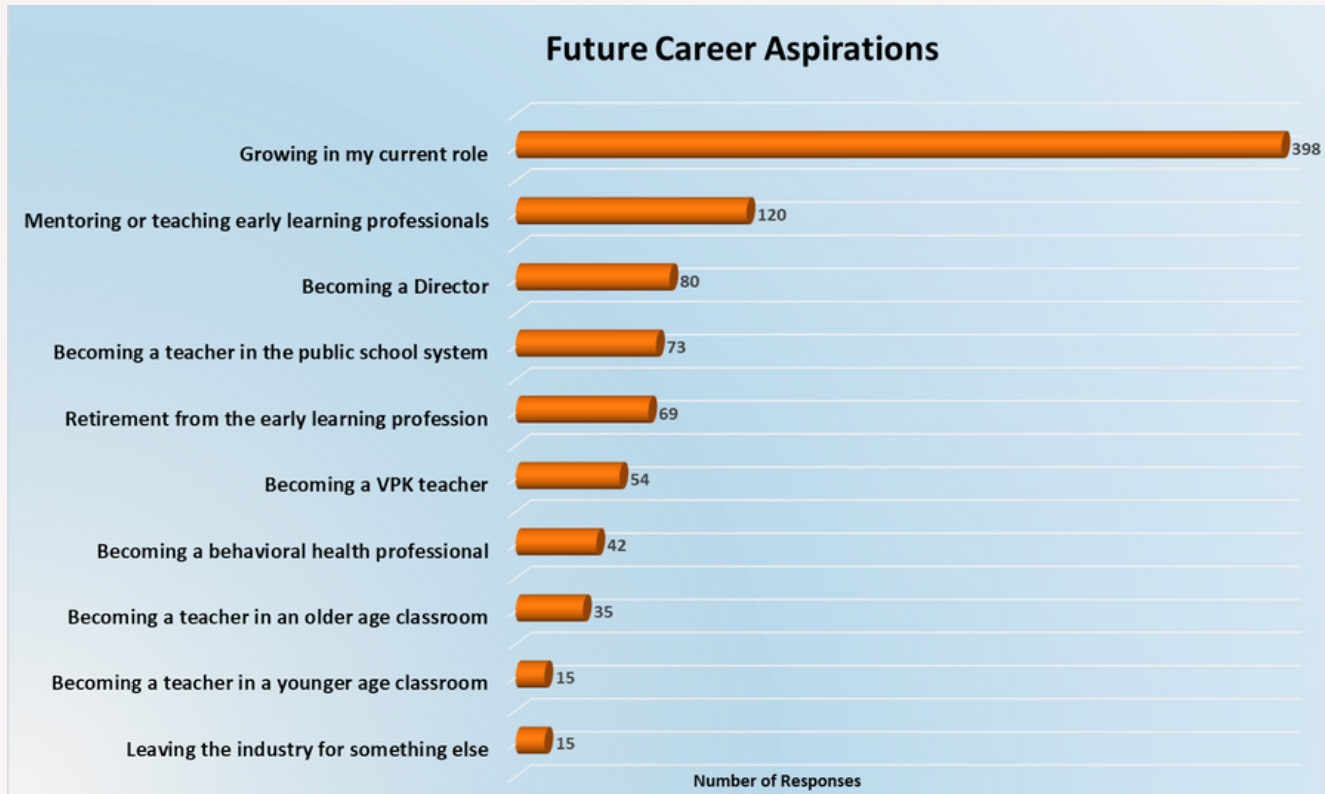 Future Career Aspirations
Growing in my current role 398
Mentoring or teaching early learning professionals 120
Becoming a Director 80
Becoming a teacher in the public school system 73
Retirement from the early learning profession 69
Becoming a VPK teacher 54
Becoming a behavioral health professional 42
Becoming a teacher in an older age classroom 35
Becoming a teacher in a younger age classroom 15
Leaving the industry for something else 15
Number of Responses